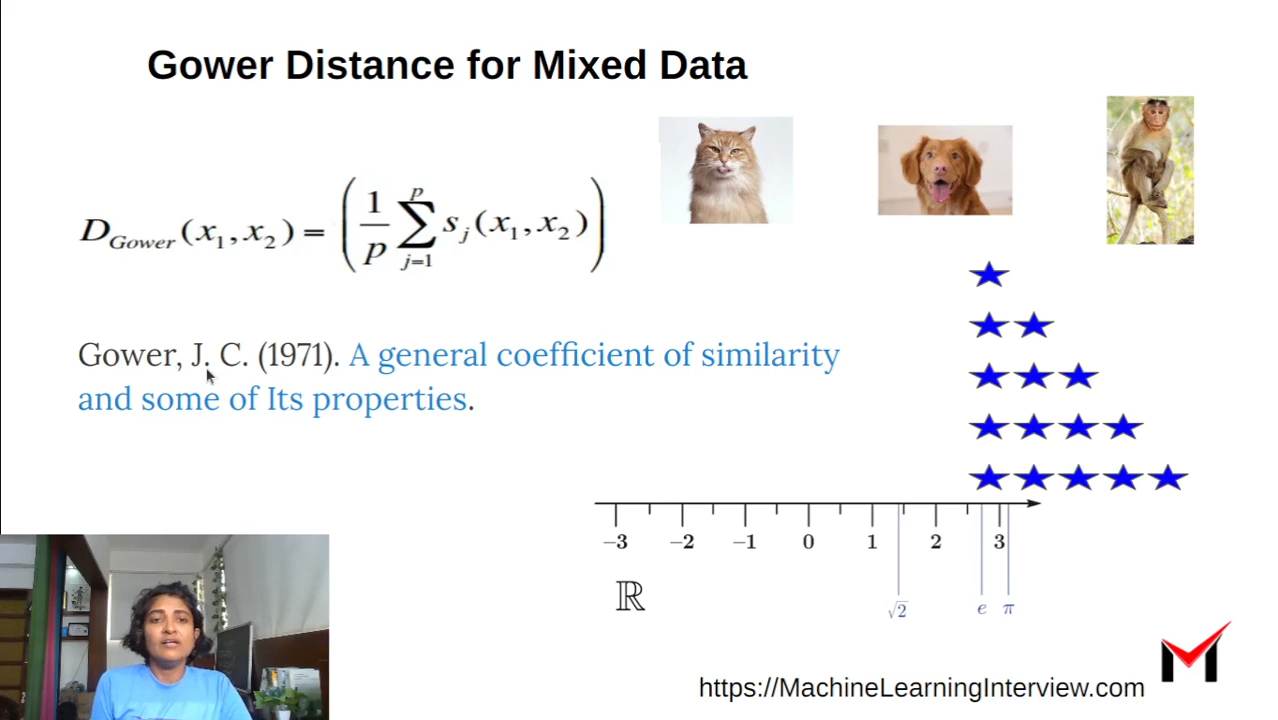 Gower Distance for Mixed Data
D_Gower(x₁, x₂) = (1/p ∑_{j=1}^{p} s_j(x₁, x₂))
Gower, J. C. (1971). A general coefficient of similarity
and some of Its properties.
–3 –2 –1 0 1 2 3
ℝ √2 e π
https://MachineLearningInterview.com